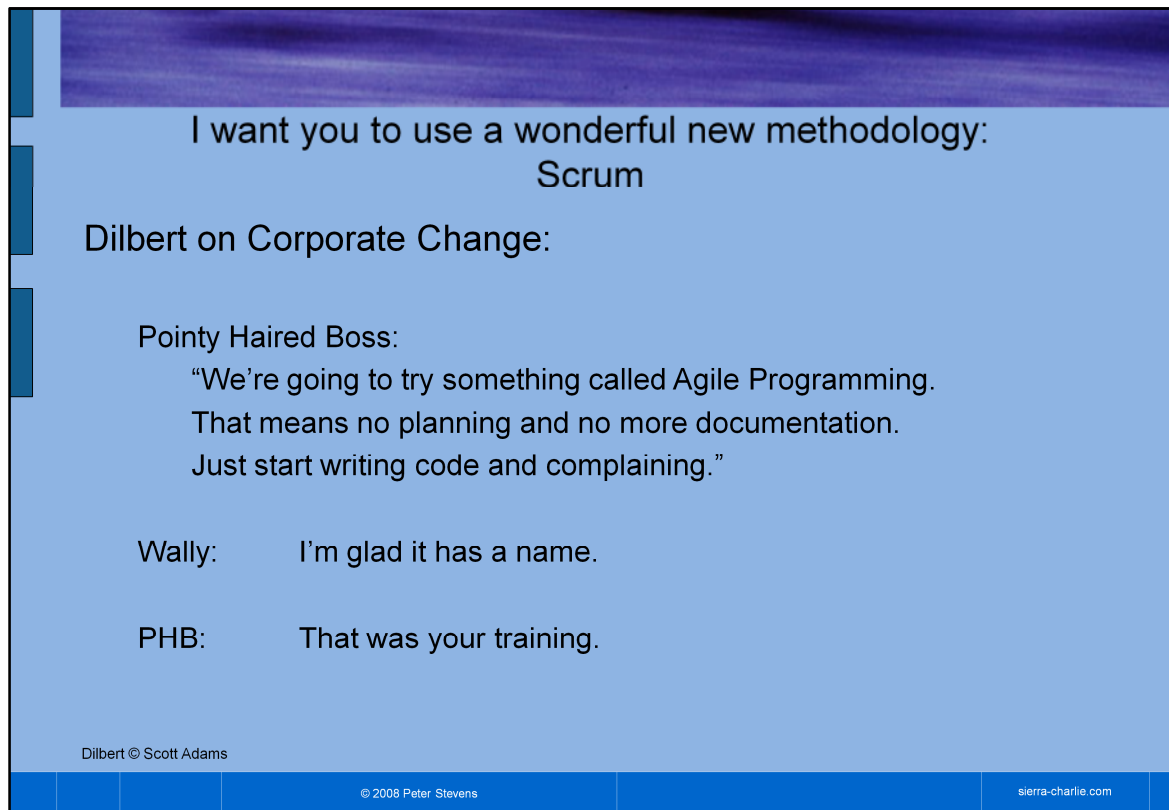 I want you to use a wonderful new methodology:
Scrum
Dilbert on Corporate Change:
Pointy Haired Boss:
“We’re going to try something called Agile Programming.
That means no planning and no more documentation.
Just start writing code and complaining.”
Wally: I’m glad it has a name.
PHB: That was your training.
Dilbert © Scott Adams
© 2008 Peter Stevens
sierra-charlie.com